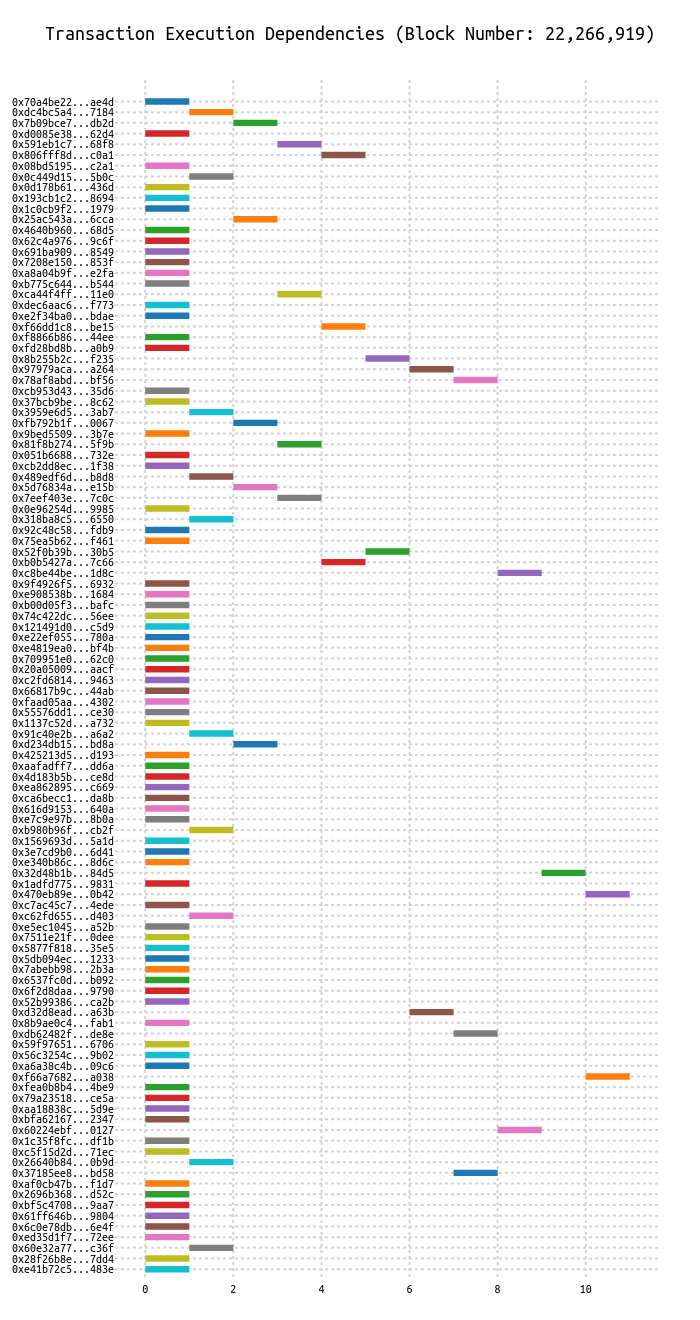 Transaction Execution Dependencies (Block Number: 22,266,919)
0x70a4be22...ae4d
0xdc4bc5a4...7184
0x7b09bce7...db2d
0xd0085e38...62d4
0x591eb1c7...68f8
0x806fff8d...c0a1
0x08bd5195...c2a1
0x0c449d15...5b0c
0x0d178b61...436d
0x193cb1c2...8694
0x1c0cb9f2...1979
0x25ac543a...6cca
0x4640b960...68d5
0x62c4a976...9c6f
0x691ba909...8549
0x7208e150...853f
0xa8a04b9f...e2fa
0xb775c644...b544
0xca44f4ff...11e0
0xdec6aac6...f773
0xe2f34ba0...bdae
0xf66dd1c8...be15
0xf8866b86...44ee
0xfd28bd8b...a0b9
0x8b255b2c...f235
0x97979aca...a264
0x78af8abd...bf56
0xcb953d43...35d6
0x37bcb9be...8c62
0x3959e6d5...3ab7
0xfb792b1f...0067
0x9bed5509...3b7e
0x81f8b274...5f9b
0x051b6688...732e
0xcb2dd8ec...1f38
0x489edf6d...b8d8
0x5d76834a...e15b
0x7eef403e...7c0c
0x0e96254d...9985
0x318ba8c5...6550
0x92c48c58...fdb9
0x75ea5b62...f461
0x52f0b39b...30b5
0xb0b5427a...7c66
0xc8be44be...1d8c
0x9f4926f5...6932
0xe908538b...1684
0xb00d05f3...bafc
0x74c422dc...56ee
0x121491d0...c5d9
0xe22ef055...780a
0xe4819ea0...bf4b
0x709951e0...62c0
0x20a05009...aacf
0xc2fd6814...9463
0x66817b9c...44ab
0xfaad05aa...4302
0x55576dd1...ce30
0x1137c52d...a732
0x91c40e2b...a6a2
0xd234db15...bd8a
0x425213d5...d193
0xaafadff7...dd6a
0x4d183b5b...ce8d
0xea862895...c669
0xca6becc1...da8b
0x616d9153...640a
0xe7c9e97b...8b0a
0xb980b96f...cb2f
0x1569693d...5a1d
0x3e7cd9b0...6d41
0xe340b86c...8d6c
0x32d48b1b...84d5
0x1adfd775...9831
0x470eb89e...0b42
0xc7ac45c7...4ede
0xc62fd655...d403
0xe5ec1045...a52b
0x7511e21f...0dee
0x5877f818...35e5
0x5db094ec...1233
0x7abebb98...2b3a
0x6537fc0d...b092
0x6f2d8daa...9790
0x52b99386...ca2b
0xd32d8ead...a63b
0x8b9ae0c4...fab1
0xdb62482f...de8e
0x59f97651...6706
0x56c3254c...9b02
0xa6a38c4b...09c6
0xf66a7682...a038
0xfea0b8b4...4be9
0x79a23518...ce5a
0xaa18838c...5d9e
0xbfa62167...2347
0x60224ebf...0127
0x1c35f8fc...df1b
0xc5f15d2d...71ec
0x26640b84...0b9d
0x37185ee8...bd58
0xaf0cb47b...f1d7
0x2696b368...d52c
0xbf5c4708...9aa7
0x61ff646b...9804
0x6c0e78db...6e4f
0xed35d1f7...72ee
0x60e32a77...c36f
0x28f26b8e...7dd4
0xe41b72c5...483e
0 2 4 6 8 10